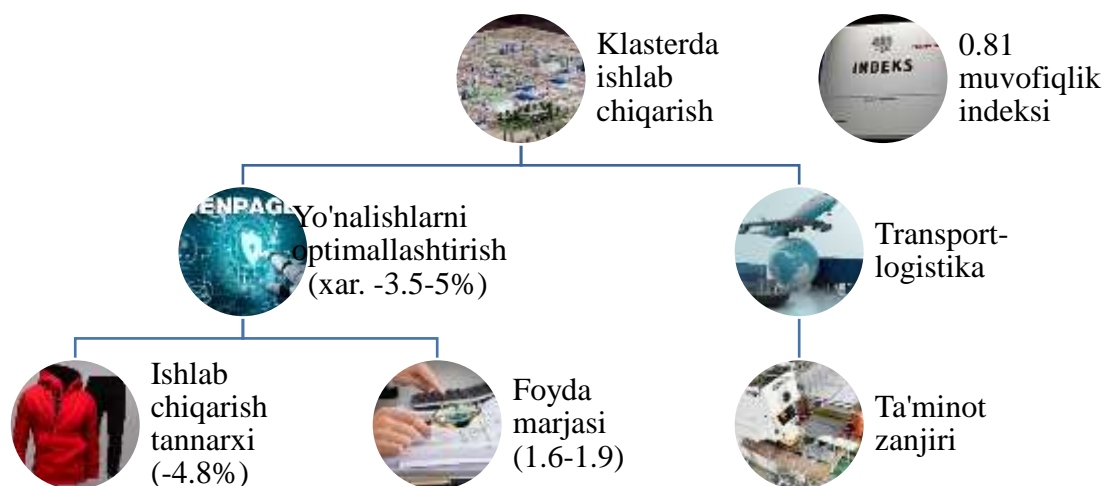 Klasterda
ishlab
chiqarish
INDEKS
0.81
muvofiqlik
indeksi
ENPAG
Yo'nalishlarni
optimallashtirish
(xar. -3.5-5%)
Transport-
logistika
Ishlab
chiqarish
tannarxi
(-4.8%)
Foyda
marjasi
(1.6-1.9)
Ta'minot
zanjiri